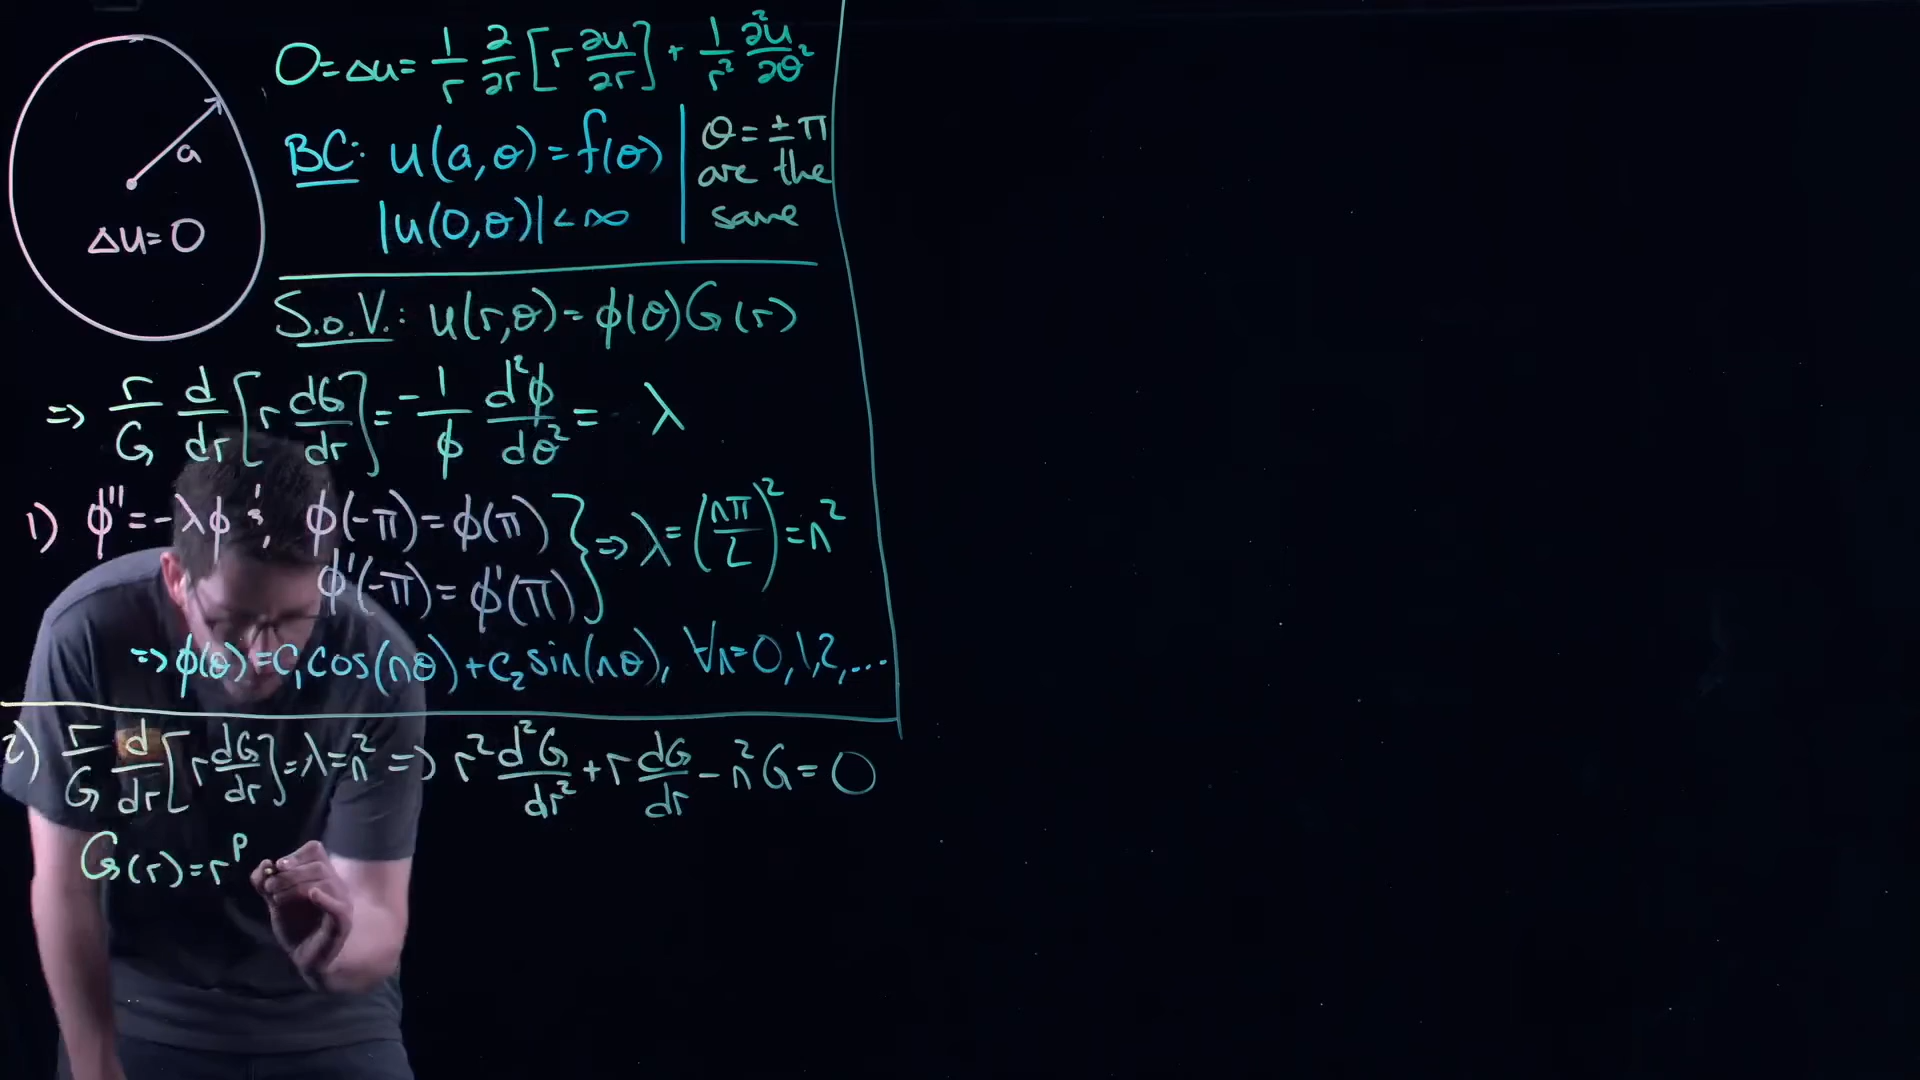 a
Δu=0
0=Δu= 1/r ∂/∂r [r ∂u/∂r] + 1/r² ∂²u/∂θ²
BC: u(a,θ)=f(θ)
|u(0,θ)|<∞
θ=±π
are the
same
S.o.V.: u(r,θ)=ϕ(θ)G(r)
=> r/G d/dr [r dG/dr] = -1/ϕ d²ϕ/dθ² = λ
1) ϕ''=-λϕ ; ϕ(-π)=ϕ(π) } => λ=(nπ/L)²=n²
ϕ'(-π)=ϕ'(π)
=> ϕ(θ)=c₁cos(nθ)+c₂sin(nθ), ∀n=0,1,2,...
2) r/G d/dr [r dG/dr]=λ=n² => r² d²G/dr² + r dG/dr - n²G=0
G(r)=r^p